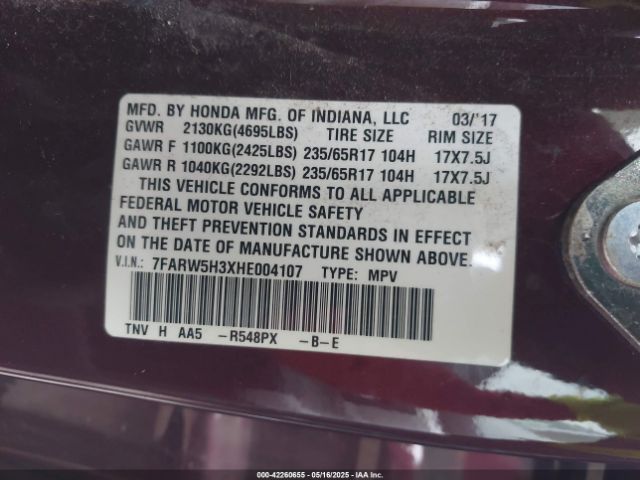 MFD. BY HONDA MFG. OF INDIANA, LLC 03/'17
GVWR 2130KG(4695LBS) TIRE SIZE RIM SIZE
GAWR F 1100KG(2425LBS) 235/65R17 104H 17X7.5J
GAWR R 1040KG(2292LBS) 235/65R17 104H 17X7.5J
THIS VEHICLE CONFORMS TO ALL APPLICABLE
FEDERAL MOTOR VEHICLE SAFETY
AND THEFT PREVENTION STANDARDS IN EFFECT
ON THE DATE OF MANUFACTURE SHOWN ABOVE.
V.I.N.: 7FARW5H3XHE004107 TYPE: MPV
TNV H AA5 -R548PX -B-E
000-42260655 - 05/16/2025 - IAAI.com